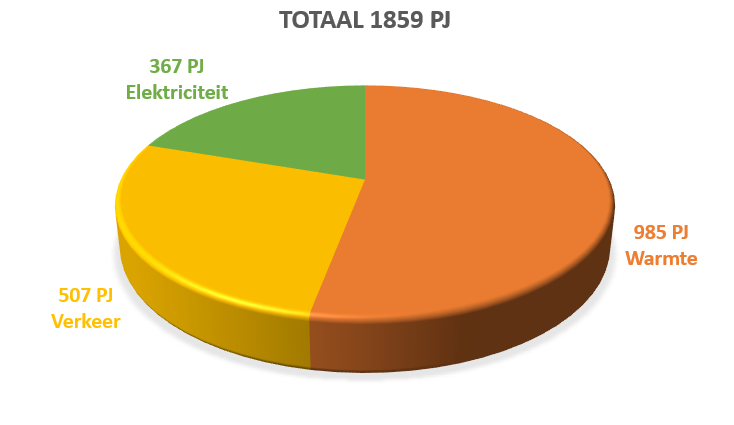 TOTAAL 1859 PJ
367 PJ
Elektriciteit
985 PJ
Warmte
507 PJ
Verkeer